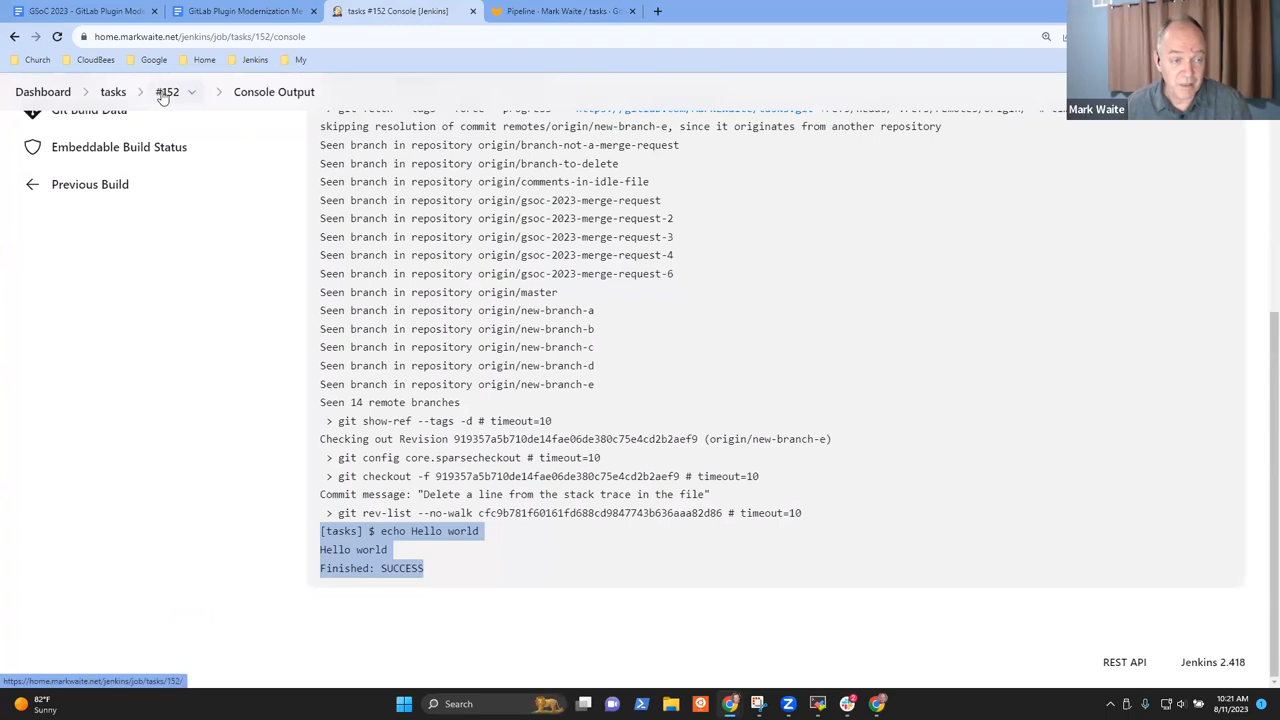 GSoC 2023 - GitLab Plugin Mode
GitLab Plugin Modernization Me
tasks #152 Console [Jenkins]
Pipeline - Mark Waite / tasks - G
home.markwaite.net/jenkins/job/tasks/152/console
Church CloudBees Google Home Jenkins My
Mark Waite
Dashboard tasks #152 Console Output
Git Build Data
Embeddable Build Status
Previous Build
skipping resolution of commit remotes/origin/new-branch-e, since it originates from another repository
Seen branch in repository origin/branch-not-a-merge-request
Seen branch in repository origin/branch-to-delete
Seen branch in repository origin/comments-in-idle-file
Seen branch in repository origin/gsoc-2023-merge-request
Seen branch in repository origin/gsoc-2023-merge-request-2
Seen branch in repository origin/gsoc-2023-merge-request-3
Seen branch in repository origin/gsoc-2023-merge-request-4
Seen branch in repository origin/gsoc-2023-merge-request-6
Seen branch in repository origin/master
Seen branch in repository origin/new-branch-a
Seen branch in repository origin/new-branch-b
Seen branch in repository origin/new-branch-c
Seen branch in repository origin/new-branch-d
Seen branch in repository origin/new-branch-e
Seen 14 remote branches
> git show-ref --tags -d # timeout=10
Checking out Revision 919357a5b710de14fae06de380c75e4cd2b2aef9 (origin/new-branch-e)
> git config core.sparsecheckout # timeout=10
> git checkout -f 919357a5b710de14fae06de380c75e4cd2b2aef9 # timeout=10
Commit message: "Delete a line from the stack trace in the file"
> git rev-list --no-walk cfc9b781f60161fd688cd9847743b636aaa82d86 # timeout=10
[tasks] $ echo Hello world
Hello world
Finished: SUCCESS
REST API Jenkins 2.418
https://home.markwaite.net/jenkins/job/tasks/152/
82°F
Sunny
Search
10:21 AM
8/11/2023